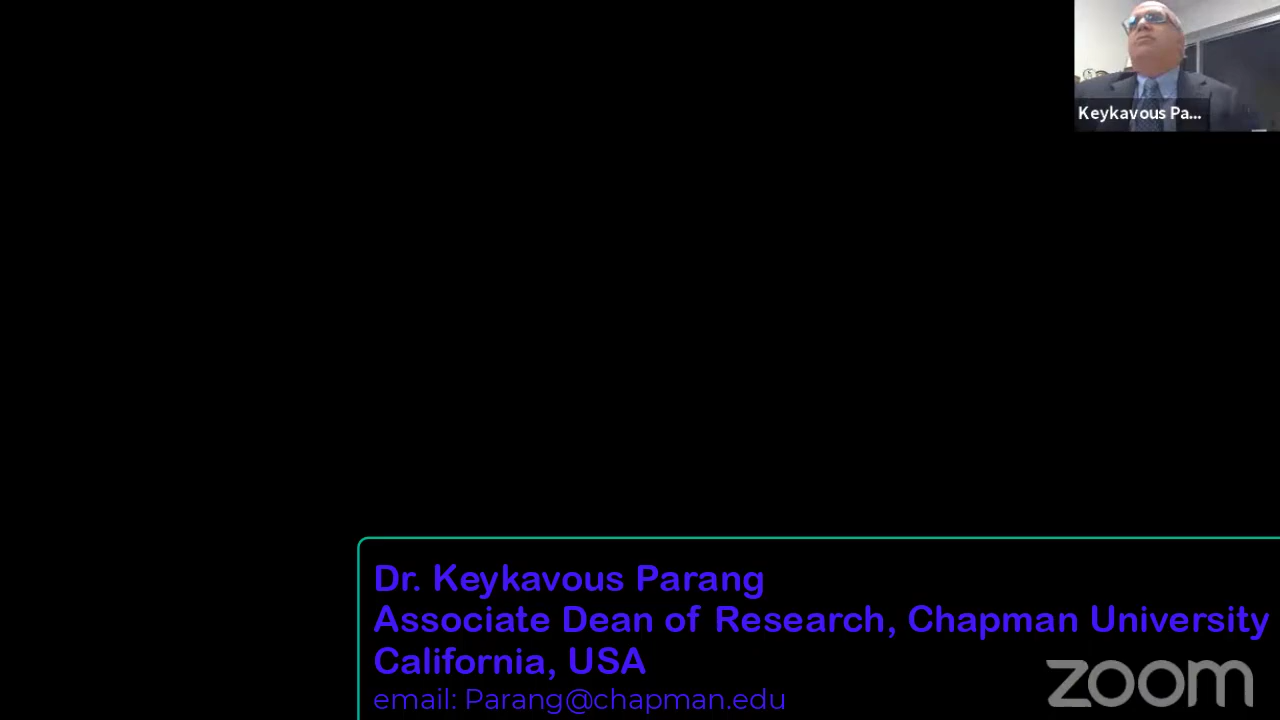 Keykavous Pa...
Dr. Keykavous Parang
Associate Dean of Research, Chapman University
California, USA
email: Parang@chapman.edu
zoom